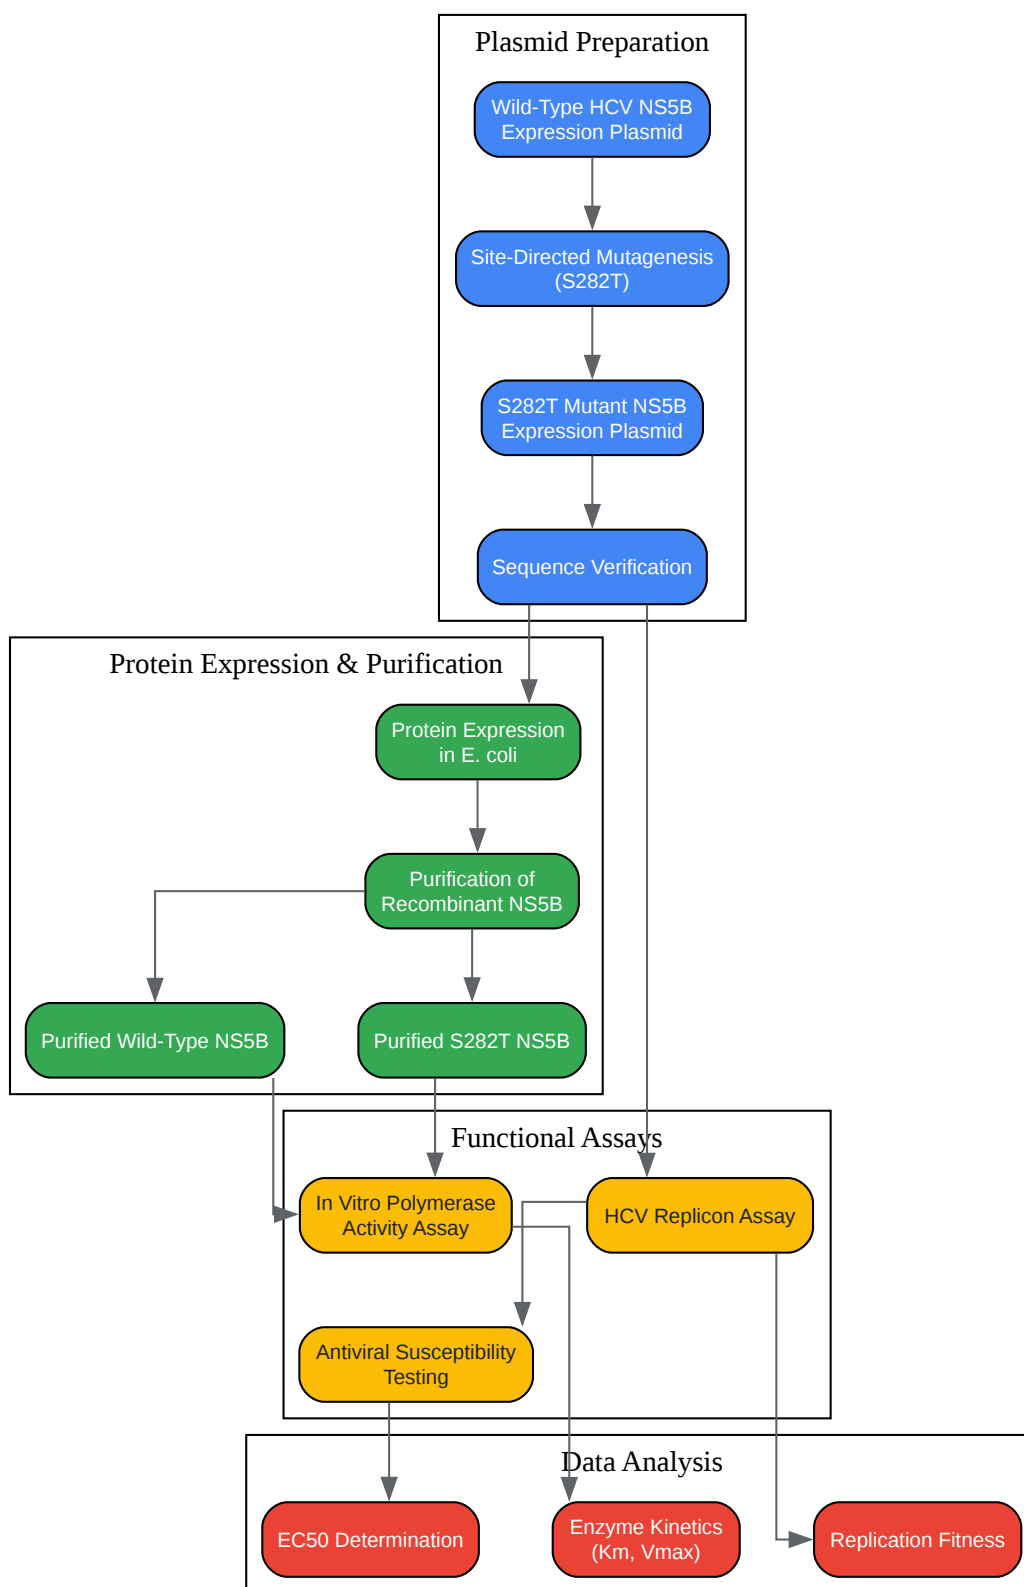 Plasmid Preparation
Wild-Type HCV NS5B
Expression Plasmid
Site-Directed Mutagenesis
(S282T)
S282T Mutant NS5B
Expression Plasmid
Sequence Verification
Protein Expression & Purification
Protein Expression
in E. coli
Purification of
Recombinant NS5B
Purified Wild-Type NS5B
Purified S282T NS5B
Functional Assays
In Vitro Polymerase
Activity Assay
HCV Replicon Assay
Antiviral Susceptibility
Testing
Data Analysis
EC50 Determination
Enzyme Kinetics
(Km, Vmax)
Replication Fitness